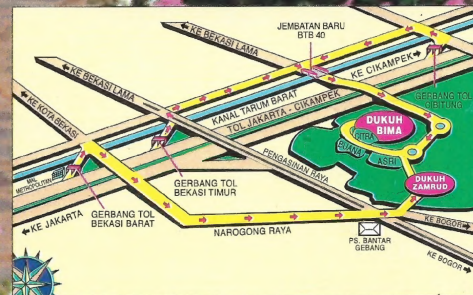 JEMBATAN BARU
BTB 40
KE BEKASI LAMA
KE BEKASI LAMA
KE CIKAMPEK
GERBANG TOL
CIBITUNG
KE KOTA BEKASI
KANAL TARUM BARAT
TOL JAKARTA - CIKAMPEK
DUKUH
BIMA
CITRA
BUANA
ASRI
PENGASINAN RAYA
MAL
METROPOLITAN
GERBANG TOL
BEKASI TIMUR
DUKUH
ZAMRUD
GERBANG TOL
BEKASI BARAT
KE JAKARTA
NAROGONG RAYA
PS. BANTAR
GEBANG
KE BOGOR
KE BOGOR